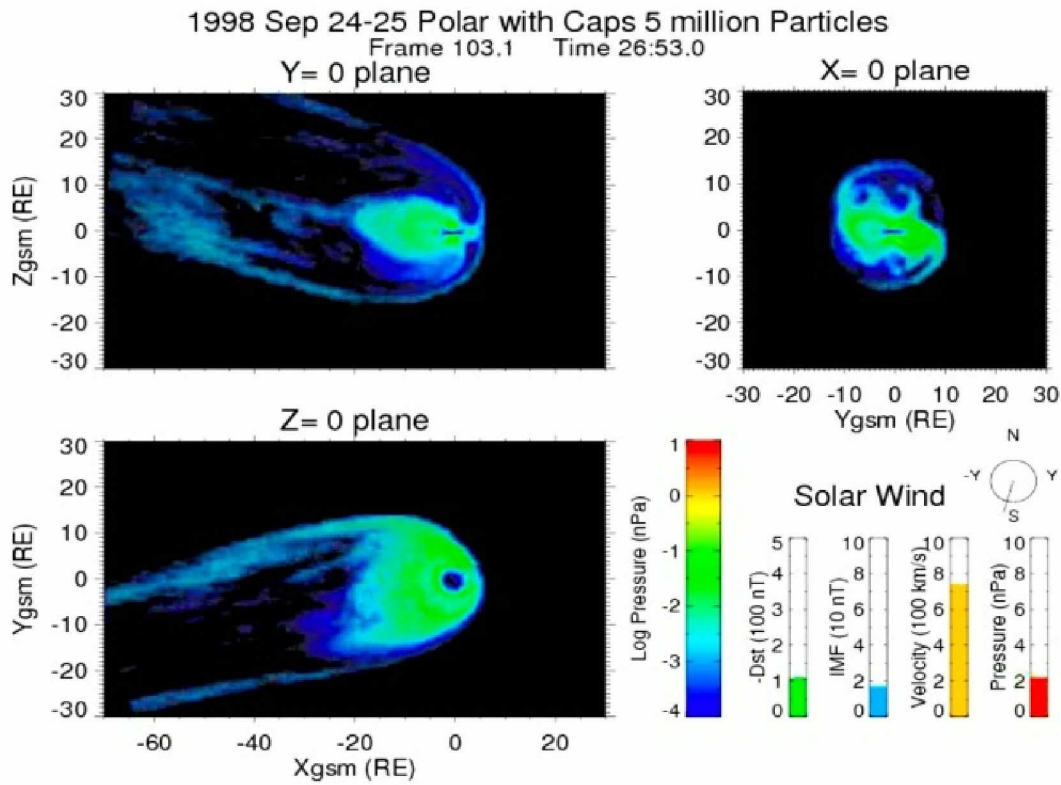 1998 Sep 24-25 Polar with Caps 5 million Particles
Frame 103.1 Time 26:53.0
Y= 0 plane
30
20
10
0
-10
-20
-30
Zgsm (RE)
X= 0 plane
30
20
10
0
-10
-20
-30
-30 -20 -10 0 10 20 30
Ygsm (RE)
Z= 0 plane
30
20
10
0
-10
-20
-30
Ygsm (RE)
-60 -40 -20 0 20
Xgsm (RE)
1
0
-1
-2
-3
-4
Log Pressure (nPa)
Solar Wind
N
-Y Y
S
5
4
3
2
1
0
-Dst (100 nT)
10
8
6
4
2
0
IMF (10 nT)
10
8
6
4
2
0
Velocity (100 km/s)
10
8
6
4
2
0
Pressure (nPa)